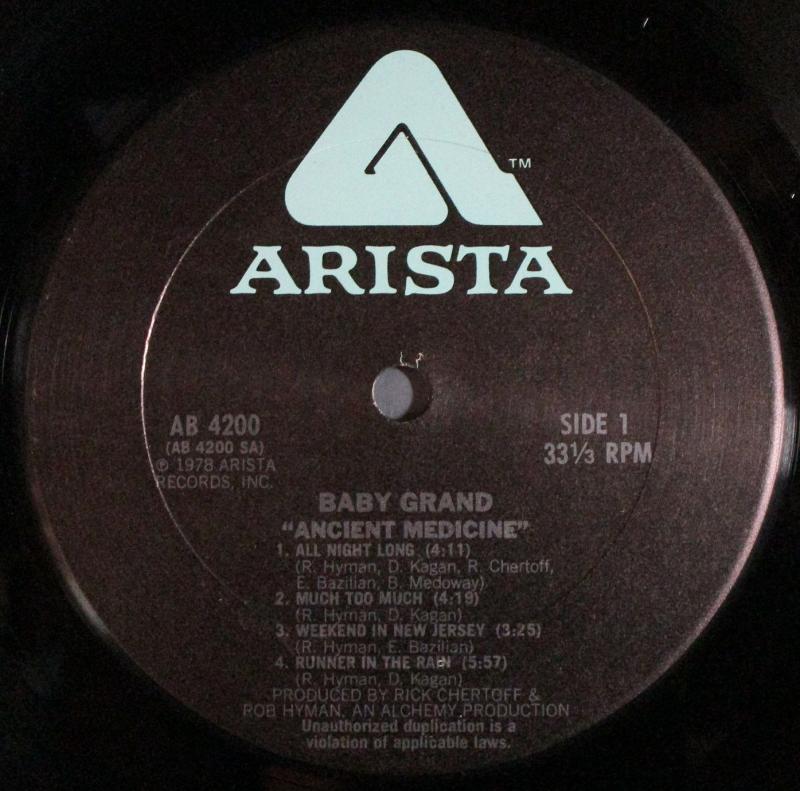 TM
ARISTA
AB 4200
(AB 4200 SA)
℗ 1978 ARISTA
RECORDS, INC.
SIDE 1
33⅓ RPM
BABY GRAND
“ANCIENT MEDICINE”
1. ALL NIGHT LONG (4:11)
(R. Hyman, D. Kagan, R. Chertoff,
E. Bazilian, B. Medoway)
2. MUCH TOO MUCH (4:19)
(R. Hyman, D. Kagan)
3. WEEKEND IN NEW JERSEY (3:25)
(R. Hyman, E. Bazilian)
4. RUNNER IN THE RAIN (5:57)
(R. Hyman, D. Kagan)
PRODUCED BY RICK CHERTOFF &
ROB HYMAN, AN ALCHEMY PRODUCTION
Unauthorized duplication is a
violation of applicable laws.